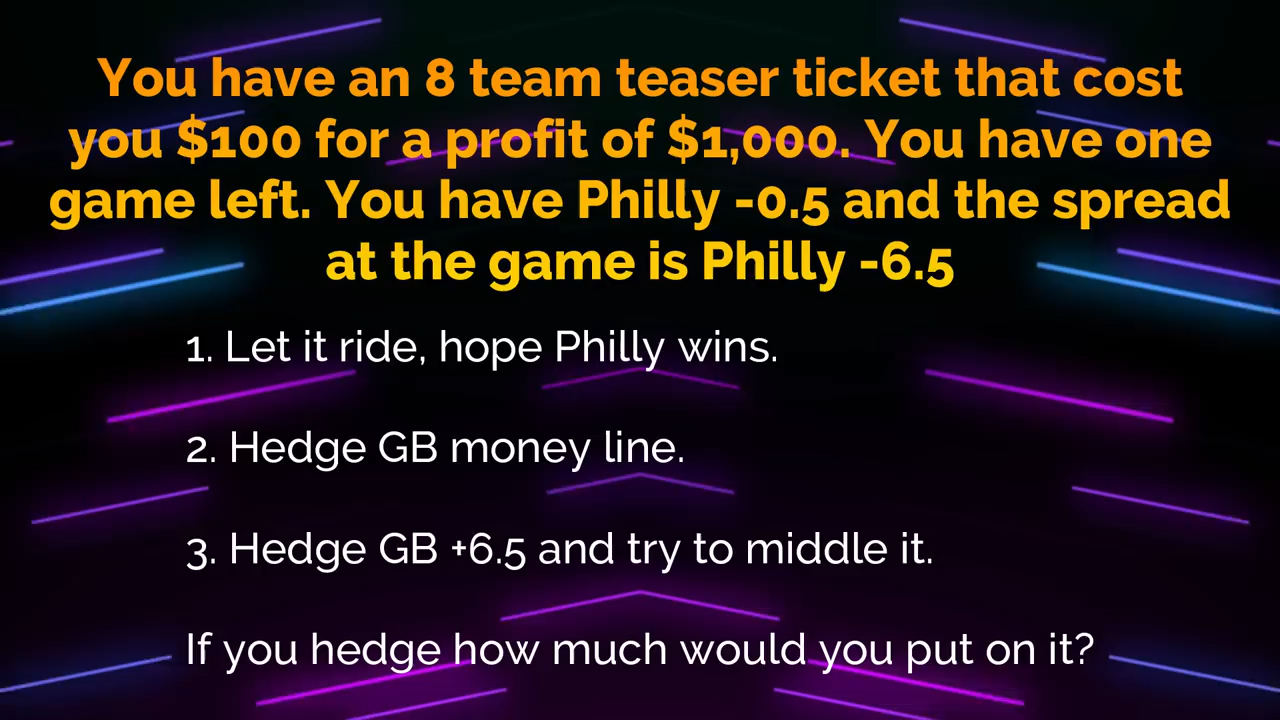 You have an 8 team teaser ticket that cost
you $100 for a profit of $1,000. You have one
game left. You have Philly -0.5 and the spread
at the game is Philly -6.5
1. Let it ride, hope Philly wins.
2. Hedge GB money line.
3. Hedge GB +6.5 and try to middle it.
If you hedge how much would you put on it?